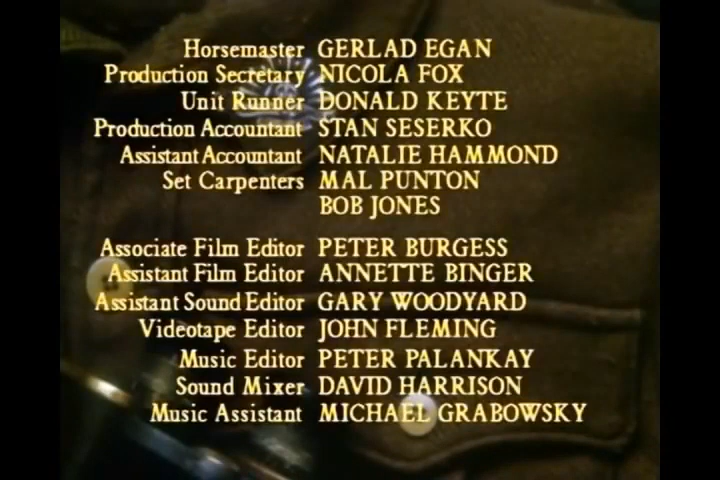 Horsemaster GERLAD EGAN
Production Secretary NICOLA FOX
Unit Runner DONALD KEYTE
Production Accountant STAN SESERKO
Assistant Accountant NATALIE HAMMOND
Set Carpenters MAL PUNTON
BOB JONES
Associate Film Editor PETER BURGESS
Assistant Film Editor ANNETTE BINGER
Assistant Sound Editor GARY WOODYARD
Videotape Editor JOHN FLEMING
Music Editor PETER PALANKAY
Sound Mixer DAVID HARRISON
Music Assistant MICHAEL GRABOWSKY